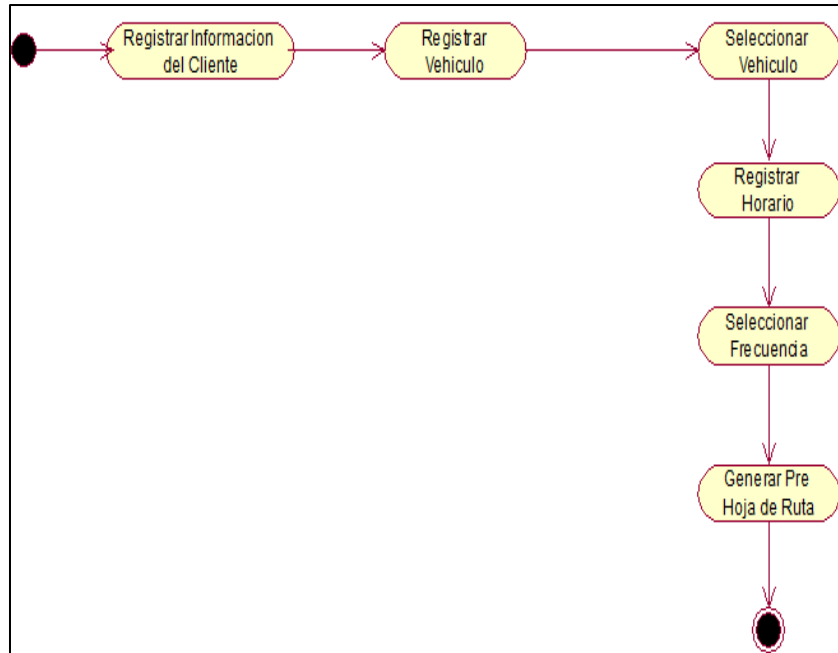 Registrar Informacion
del Cliente
Registrar
Vehiculo
Seleccionar
Vehiculo
Registrar
Horario
Seleccionar
Frecuencia
Generar Pre
Hoja de Ruta